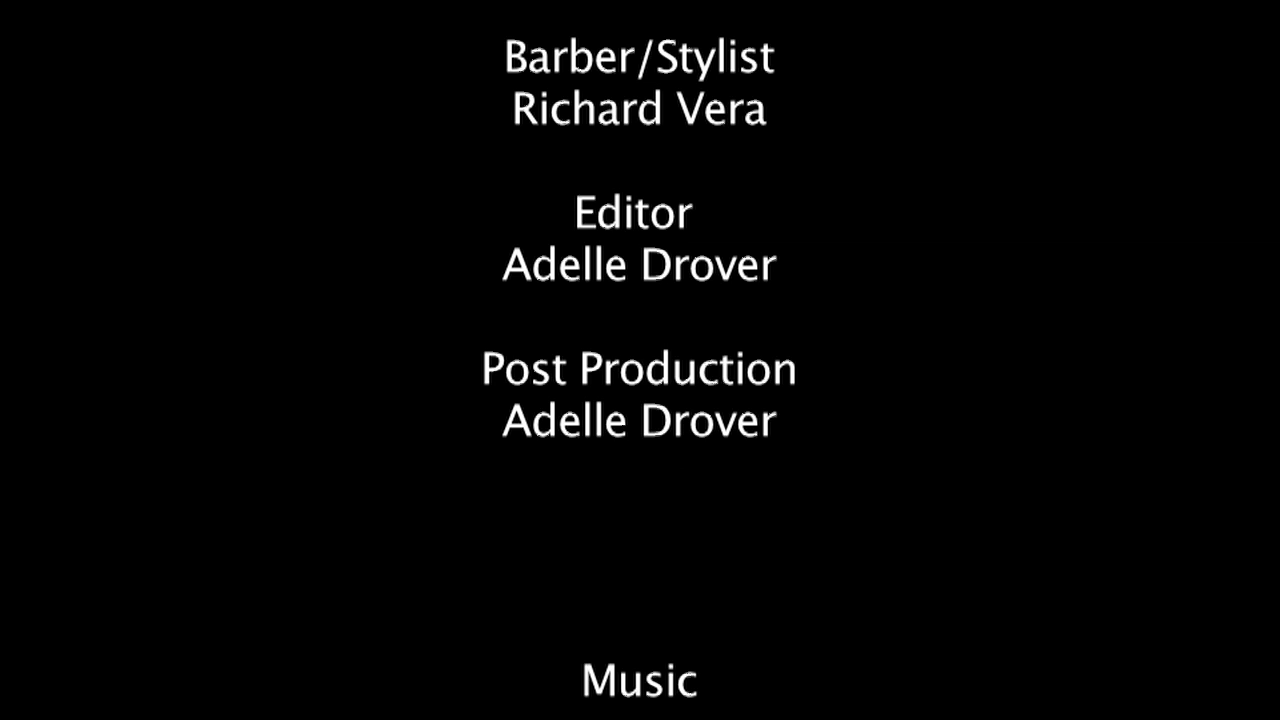 Barber/Stylist
Richard Vera
Editor
Adelle Drover
Post Production
Adelle Drover
Music